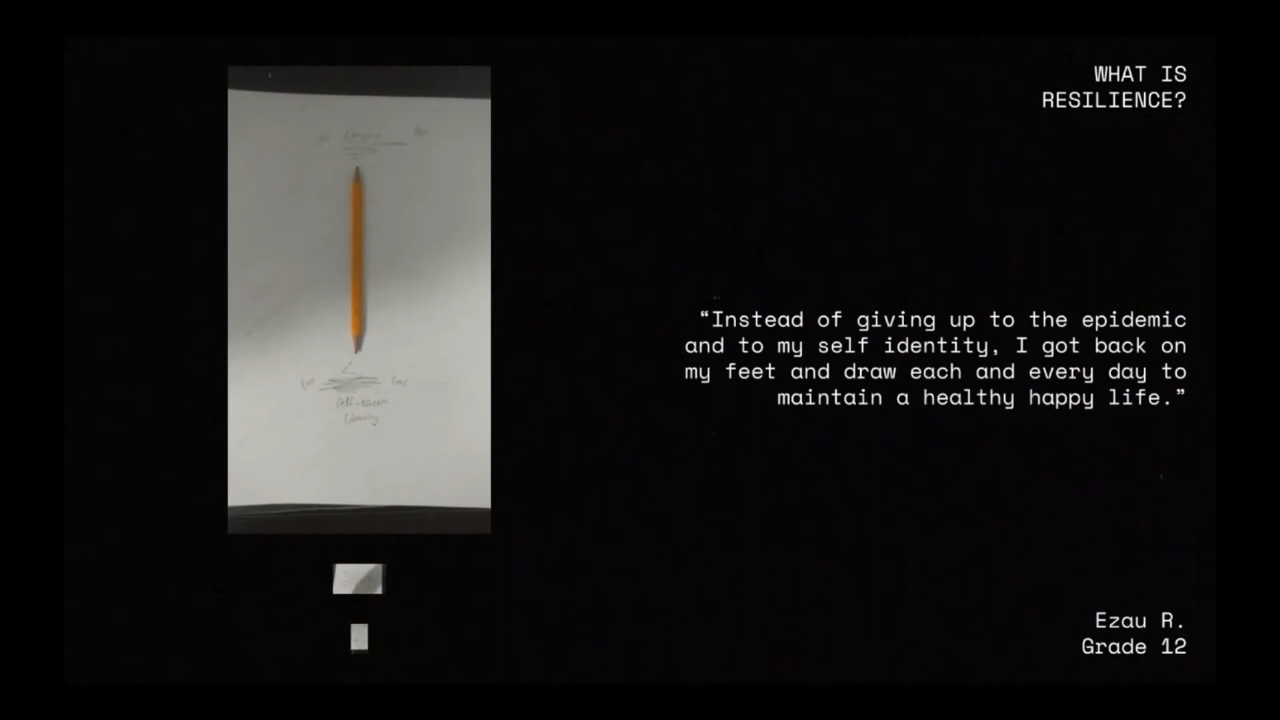 WHAT IS
RESILIENCE?
“Instead of giving up to the epidemic
and to my self identity, I got back on
my feet and draw each and every day to
maintain a healthy happy life.”
Ezau R.
Grade 12